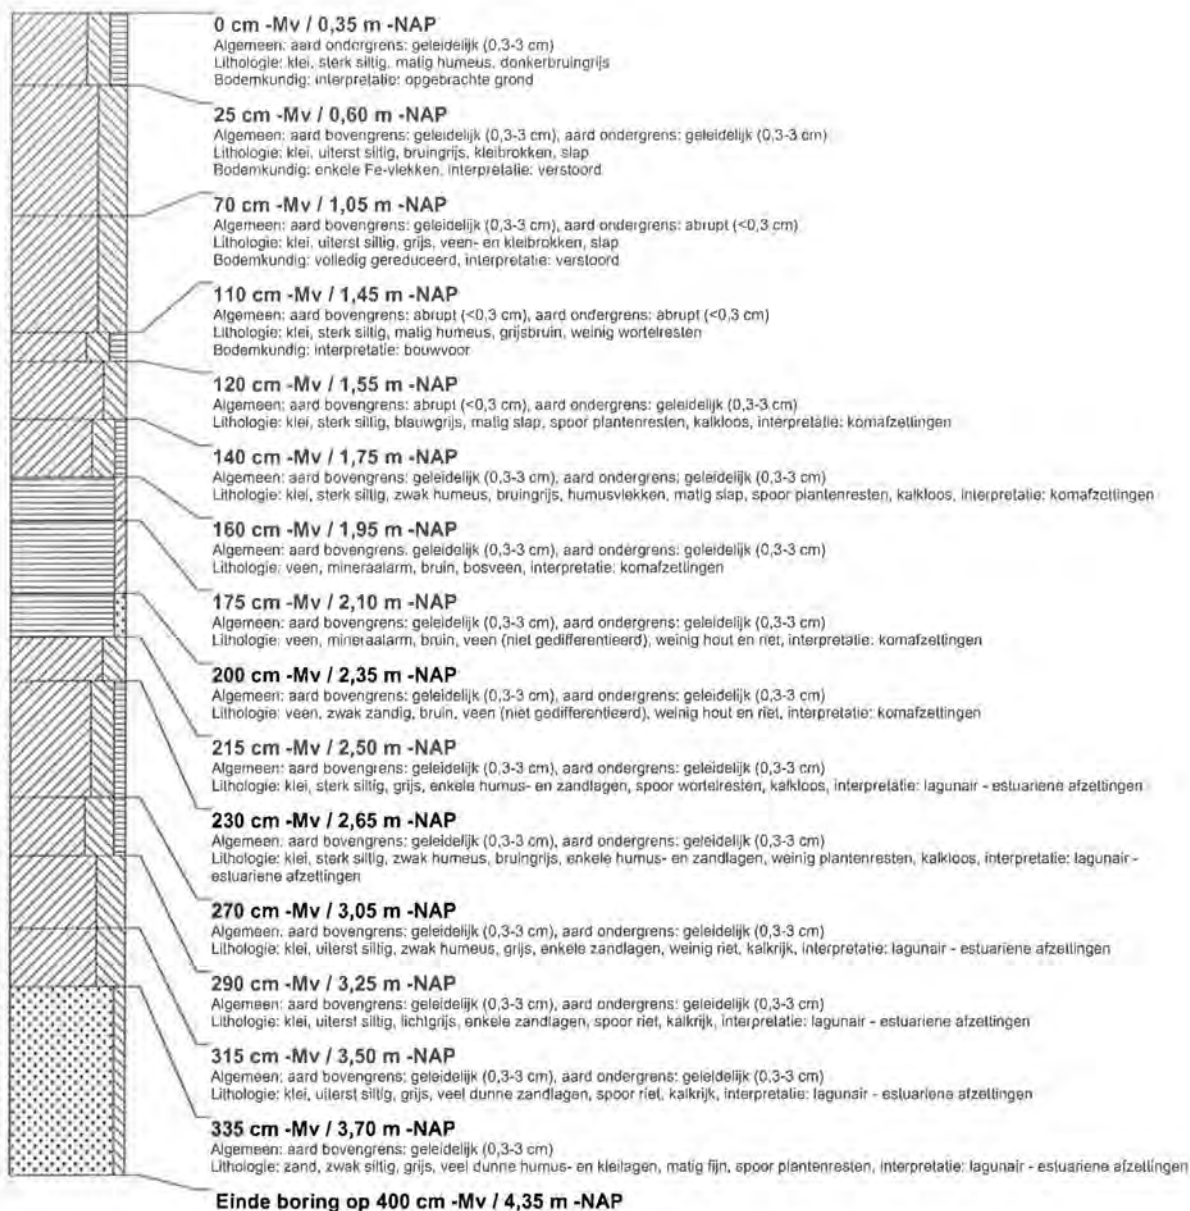 0 cm -Mv / 0,35 m -NAP
Algemeen: aard ondergrens: geleidelijk (0,3-3 cm)
Lithologie: klei, sterk siltig, matig humeus, donkerbruingrijs
Bodemkundig: interpretatie: opgebrachte grond
25 cm -Mv / 0,60 m -NAP
Algemeen: aard bovengrens: geleidelijk (0,3-3 cm), aard ondergrens: geleidelijk (0,3-3 cm)
Lithologie: klei, uiterst siltig, bruingrijs, kleibrokken, slap
Bodemkundig: enkele Fe-vlekken, interpretatie: verstoord
70 cm -Mv / 1,05 m -NAP
Algemeen: aard bovengrens: geleidelijk (0,3-3 cm), aard ondergrens: abrupt (<0,3 cm)
Lithologie: klei, uiterst siltig, grijs, veen- en kleibrokken, slap
Bodemkundig: volledig gereduceerd, interpretatie: verstoord
110 cm -Mv / 1,45 m -NAP
Algemeen: aard bovengrens: abrupt (<0,3 cm), aard ondergrens: abrupt (<0,3 cm)
Lithologie: klei, sterk siltig, matig humeus, grijsbruin, weinig wortelresten
Bodemkundig: interpretatie: bouwvoor
120 cm -Mv / 1,55 m -NAP
Algemeen: aard bovengrens: abrupt (<0,3 cm), aard ondergrens: geleidelijk (0,3-3 cm)
Lithologie: klei, sterk siltig, blauwgrijs, matig slap, spoor plantenresten, kalkloos, interpretatie: komafzettingen
140 cm -Mv / 1,75 m -NAP
Algemeen: aard bovengrens: geleidelijk (0,3-3 cm), aard ondergrens: geleidelijk (0,3-3 cm)
Lithologie: klei, sterk siltig, zwak humeus, bruingrijs, humusvlekken, matig slap, spoor plantenresten, kalkloos, interpretatie: komafzettingen
160 cm -Mv / 1,95 m -NAP
Algemeen: aard bovengrens: geleidelijk (0,3-3 cm), aard ondergrens: geleidelijk (0,3-3 cm)
Lithologie: veen, mineraalarm, bruin, bosveen, interpretatie: komafzettingen
175 cm -Mv / 2,10 m -NAP
Algemeen: aard bovengrens: geleidelijk (0,3-3 cm), aard ondergrens: geleidelijk (0,3-3 cm)
Lithologie: veen, mineraalarm, bruin, veen (niet gedifferentieerd), weinig hout en riet, interpretatie: komafzettingen
200 cm -Mv / 2,35 m -NAP
Algemeen: aard bovengrens: geleidelijk (0,3-3 cm), aard ondergrens: geleidelijk (0,3-3 cm)
Lithologie: veen, zwak zandig, bruin, veen (niet gedifferentieerd), weinig hout en riet, interpretatie: komafzettingen
215 cm -Mv / 2,50 m -NAP
Algemeen: aard bovengrens: geleidelijk (0,3-3 cm), aard ondergrens: geleidelijk (0,3-3 cm)
Lithologie: klei, sterk siltig, grijs, enkele humus- en zandlagen, spoor wortelresten, kalkloos, interpretatie: lagunair - estuariene afzettingen
230 cm -Mv / 2,65 m -NAP
Algemeen: aard bovengrens: geleidelijk (0,3-3 cm), aard ondergrens: geleidelijk (0,3-3 cm)
Lithologie: klei, sterk siltig, zwak humeus, bruingrijs, enkele humus- en zandlagen, weinig plantenresten, kalkloos, interpretatie: lagunair -
estuariene afzettingen
270 cm -Mv / 3,05 m -NAP
Algemeen: aard bovengrens: geleidelijk (0,3-3 cm), aard ondergrens: geleidelijk (0,3-3 cm)
Lithologie: klei, uiterst siltig, zwak humeus, grijs, enkele zandlagen, weinig riet, kalkrijk, interpretatie: lagunair - estuariene afzettingen
290 cm -Mv / 3,25 m -NAP
Algemeen: aard bovengrens: geleidelijk (0,3-3 cm), aard ondergrens: geleidelijk (0,3-3 cm)
Lithologie: klei, uiterst siltig, lichtgrijs, enkele zandlagen, spoor riet, kalkrijk, interpretatie: lagunair - estuariene afzettingen
315 cm -Mv / 3,50 m -NAP
Algemeen: aard bovengrens: geleidelijk (0,3-3 cm), aard ondergrens: geleidelijk (0,3-3 cm)
Lithologie: klei, uiterst siltig, grijs, veel dunne zandlagen, spoor riet, kalkrijk, interpretatie: lagunair - estuariene afzettingen
335 cm -Mv / 3,70 m -NAP
Algemeen: aard bovengrens: geleidelijk (0,3-3 cm)
Lithologie: zand, zwak siltig, grijs, veel dunne humus- en kleilagen, matig fijn, spoor plantenresten, interpretatie: lagunair - estuariene afzettingen
Einde boring op 400 cm -Mv / 4,35 m -NAP